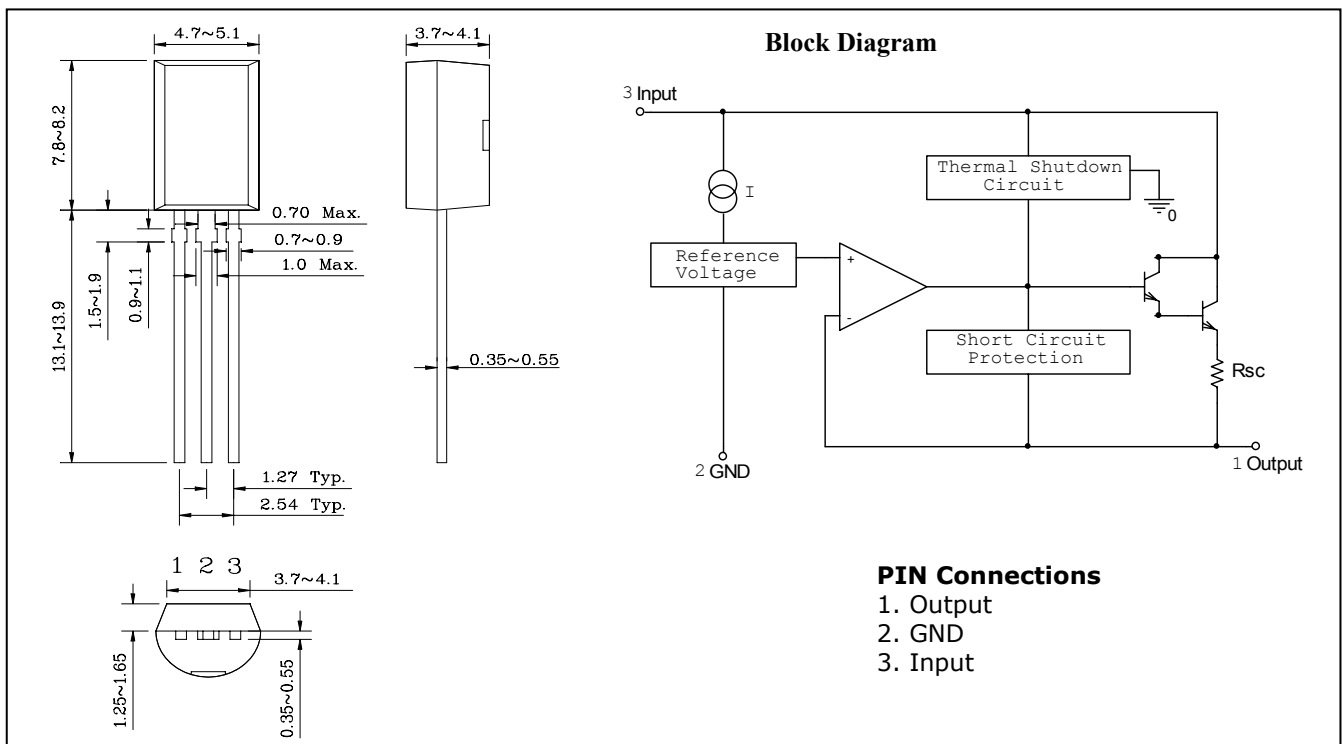 4.7~5.1
3.7~4.1
7.8~8.2
13.1~13.9
1.5~1.9
0.9~1.1
0.70 Max.
0.7~0.9
1.0 Max.
0.35~0.55
1.27 Typ.
2.54 Typ.
1 2 3
3.7~4.1
1.25~1.65
0.35~0.55
Block Diagram
3 Input
I
Thermal Shutdown
Circuit
0
Reference
Voltage
+
-
Short Circuit
Protection
Rsc
2 GND
1 Output
PIN Connections
1. Output
2. GND
3. Input